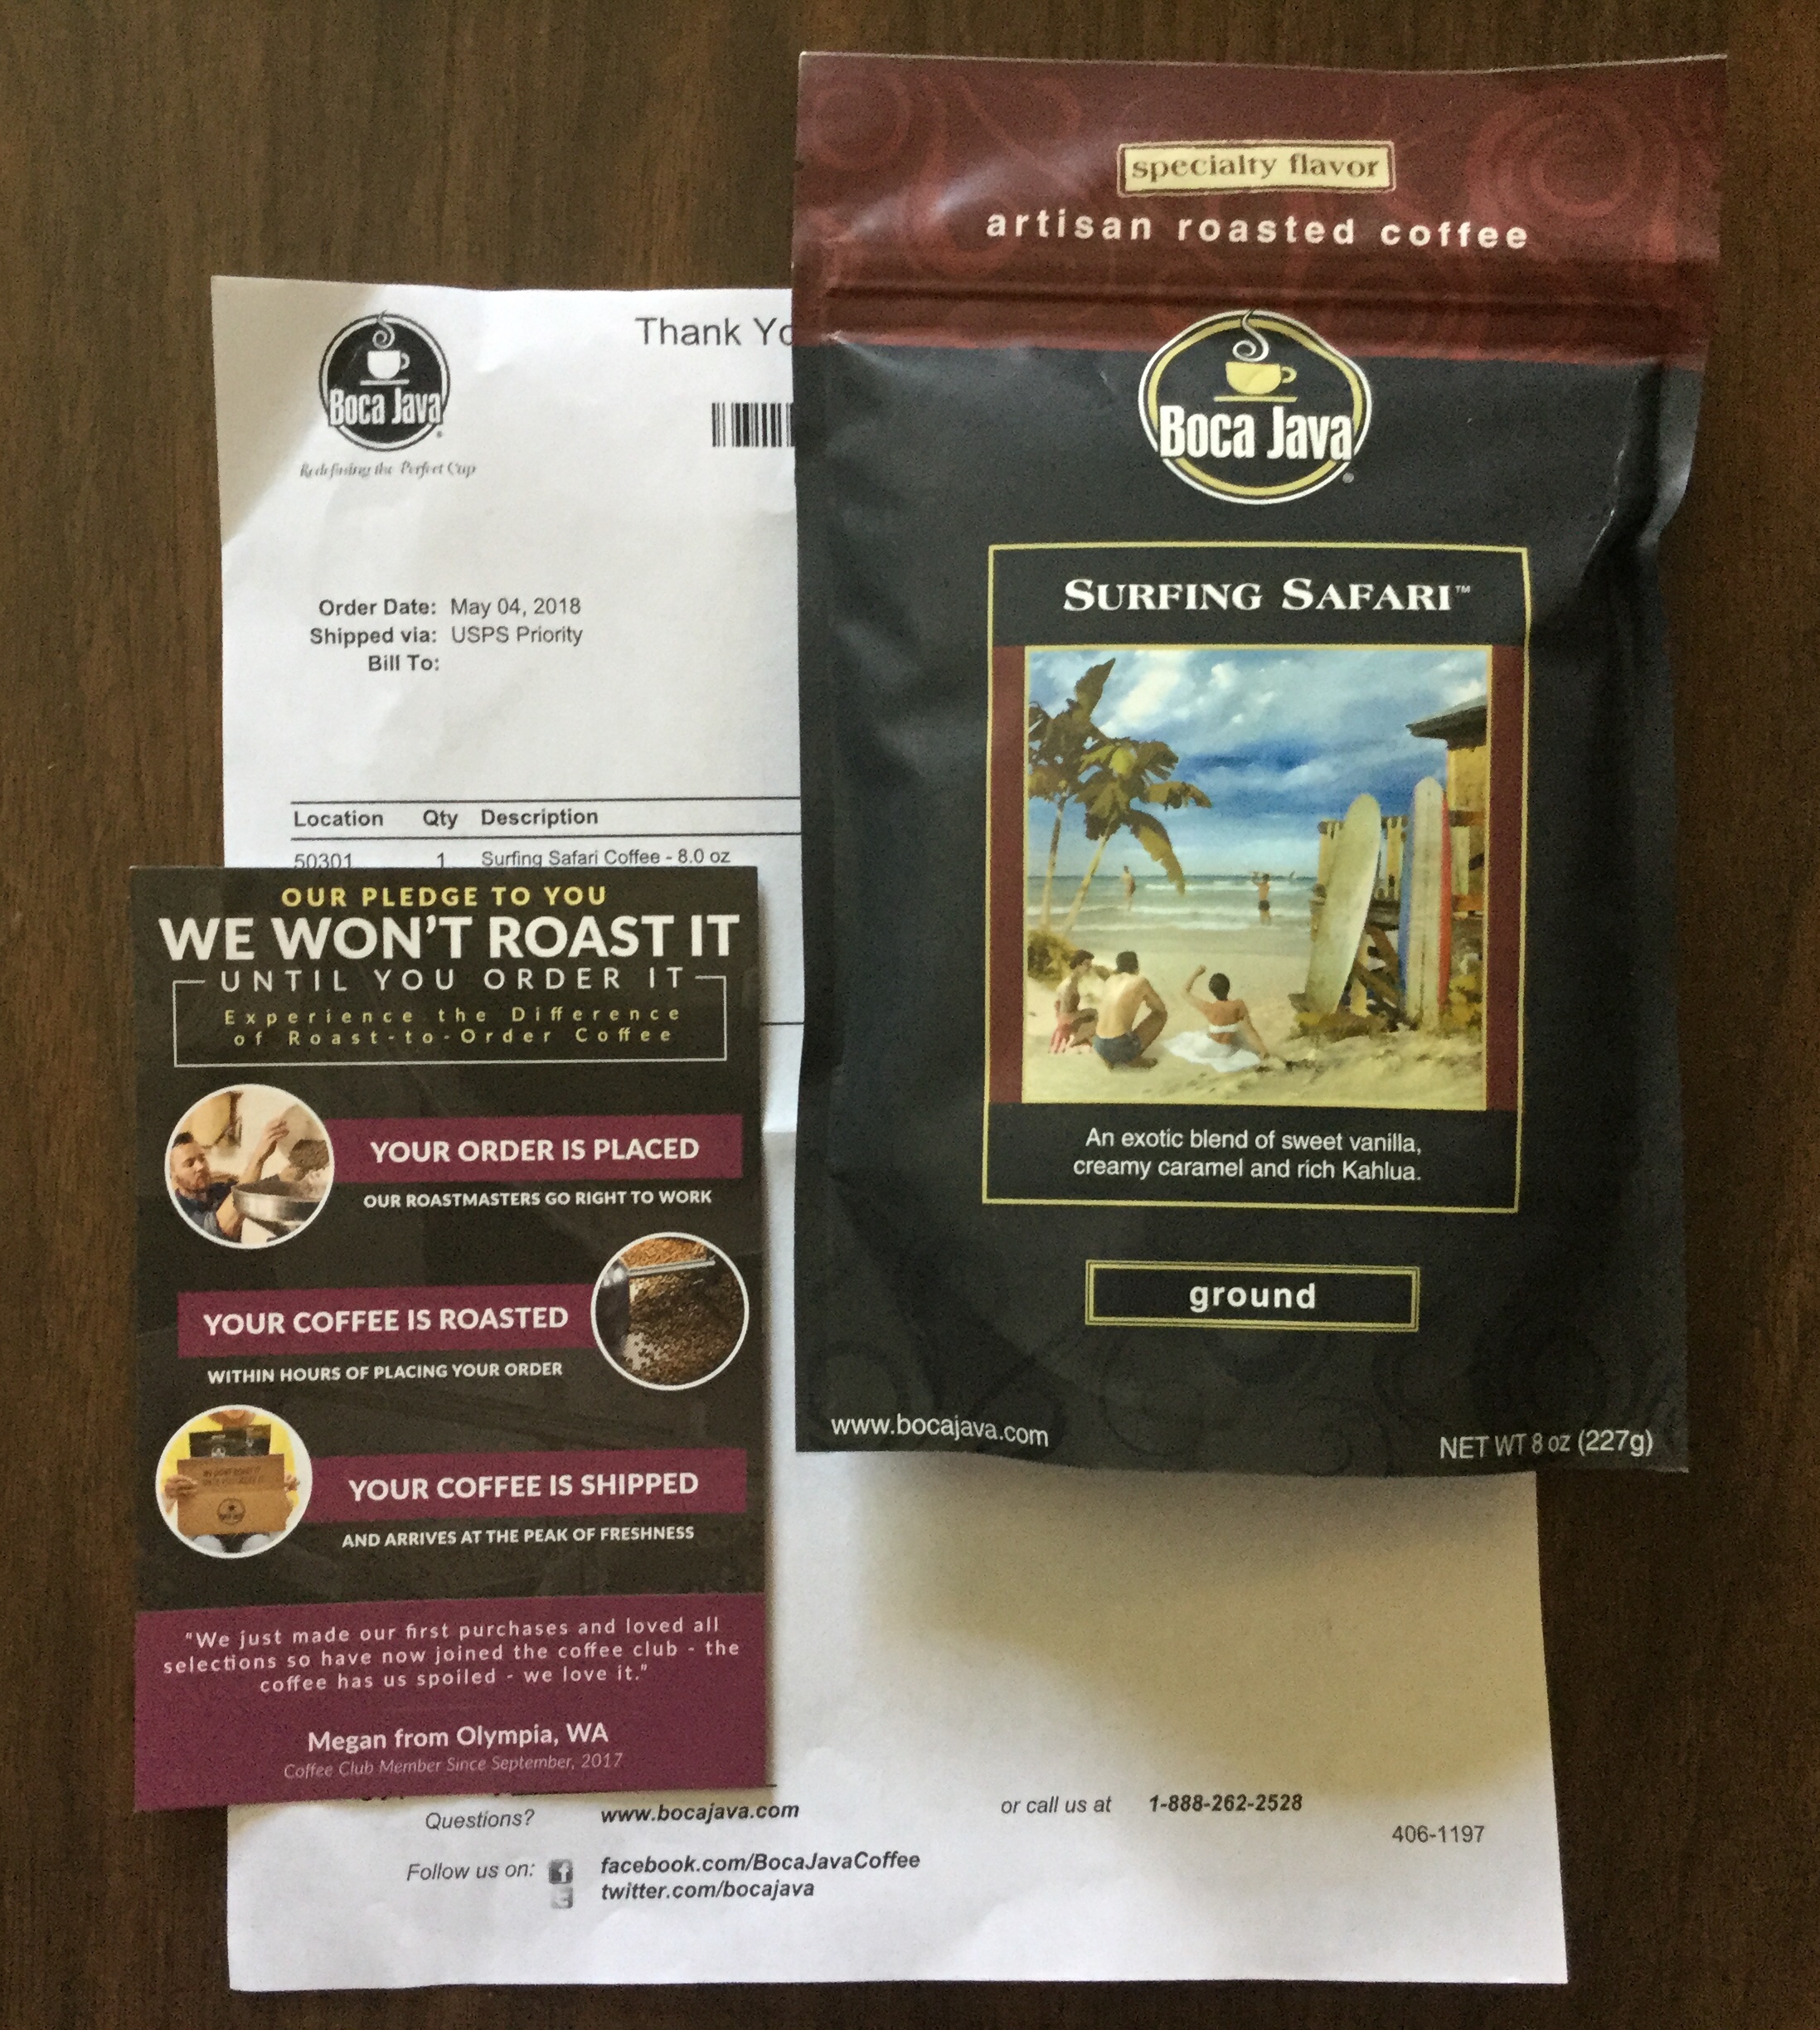 specialty flavor
artisan roasted coffee
Boca Java
SURFING SAFARI™
An exotic blend of sweet vanilla,
creamy caramel and rich Kahlua.
ground
www.bocajava.com
NET WT 8 oz (227g)
Thank Yo
Boca Java
Redefining the Perfect Cup
Order Date: May 04, 2018
Shipped via: USPS Priority
Bill To:
Location Qty Description
50301 1 Surfing Safari Coffee - 8.0 oz
OUR PLEDGE TO YOU
WE WON'T ROAST IT
UNTIL YOU ORDER IT
Experience the Difference
of Roast-to-Order Coffee
YOUR ORDER IS PLACED
OUR ROASTMASTERS GO RIGHT TO WORK
YOUR COFFEE IS ROASTED
WITHIN HOURS OF PLACING YOUR ORDER
YOUR COFFEE IS SHIPPED
AND ARRIVES AT THE PEAK OF FRESHNESS
"We just made our first purchases and loved all
selections so have now joined the coffee club - the
coffee has us spoiled - we love it."
Megan from Olympia, WA
Coffee Club Member Since September, 2017
Questions? www.bocajava.com or call us at 1-888-262-2528
406-1197
Follow us on: facebook.com/BocaJavaCoffee
twitter.com/bocajava